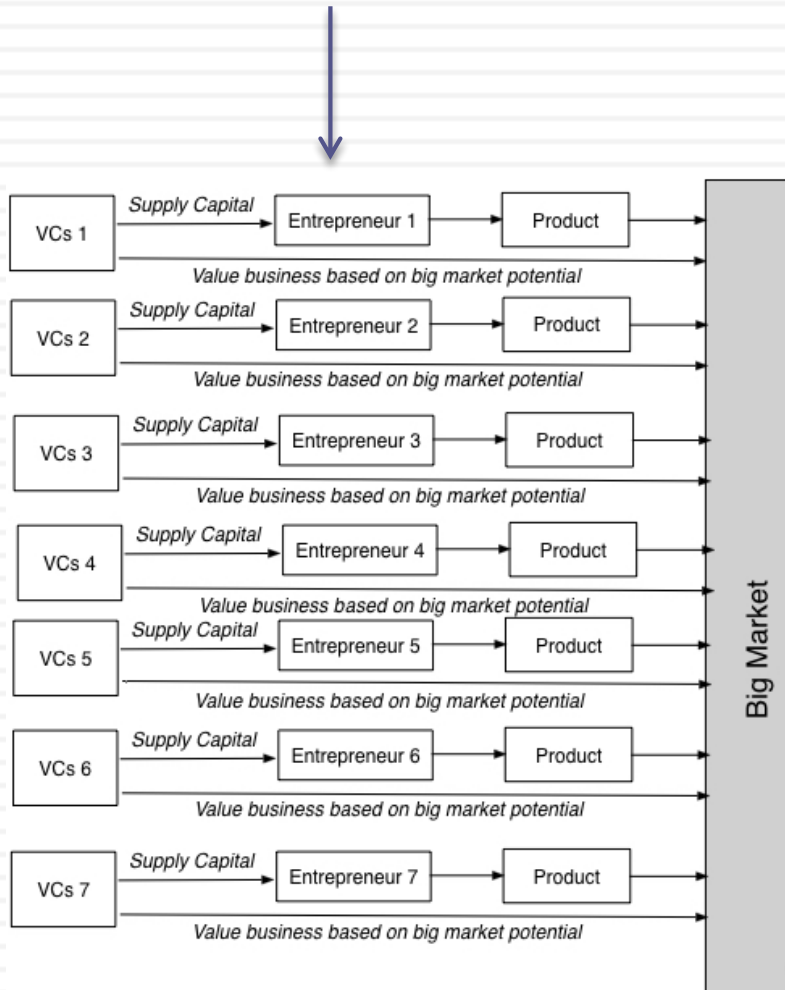 Supply Capital
VCs 1
Entrepreneur 1
Product
Value business based on big market potential
Supply Capital
VCs 2
Entrepreneur 2
Product
Value business based on big market potential
Supply Capital
VCs 3
Entrepreneur 3
Product
Value business based on big market potential
Supply Capital
VCs 4
Entrepreneur 4
Product
Value business based on big market potential
Supply Capital
VCs 5
Entrepreneur 5
Product
Value business based on big market potential
Supply Capital
VCs 6
Entrepreneur 6
Product
Value business based on big market potential
Supply Capital
VCs 7
Entrepreneur 7
Product
Value business based on big market potential
Big Market